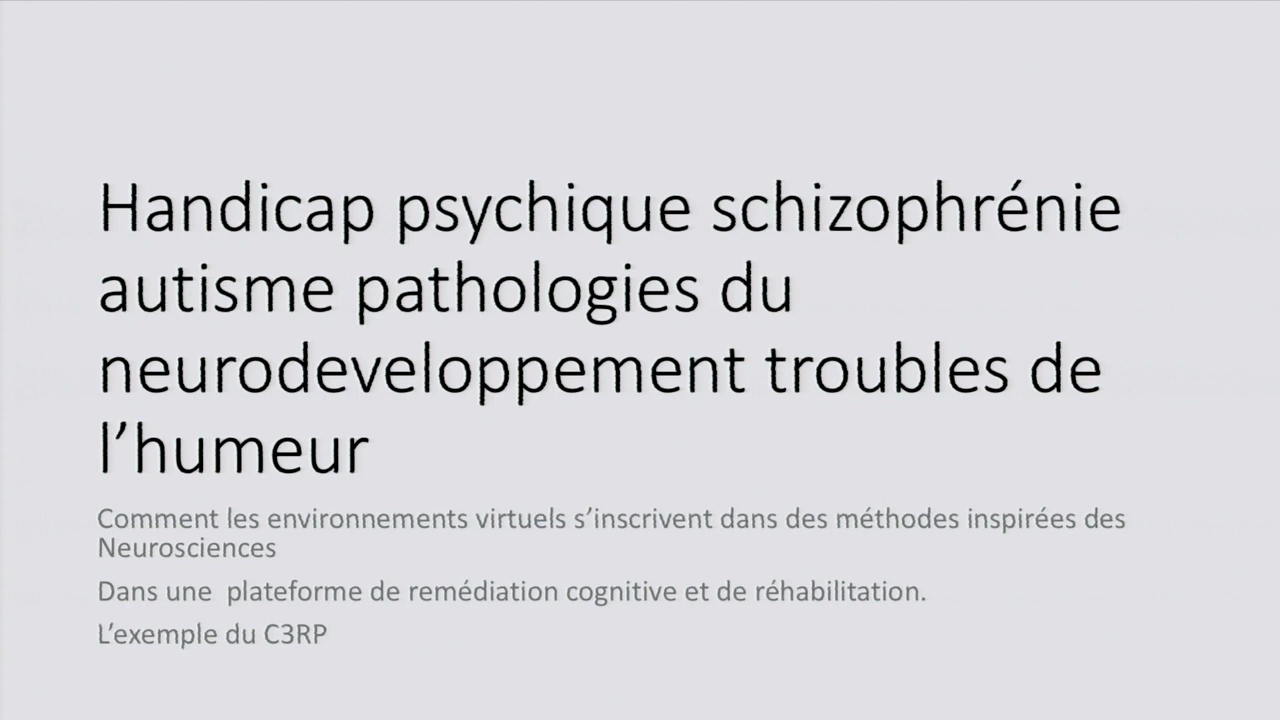 Handicap psychique schizophrénie
autisme pathologies du
neurodeveloppement troubles de
l’humeur
Comment les environnements virtuels s’inscrivent dans des méthodes inspirées des
Neurosciences
Dans une  plateforme de remédiation cognitive et de réhabilitation.
L’exemple du C3RP